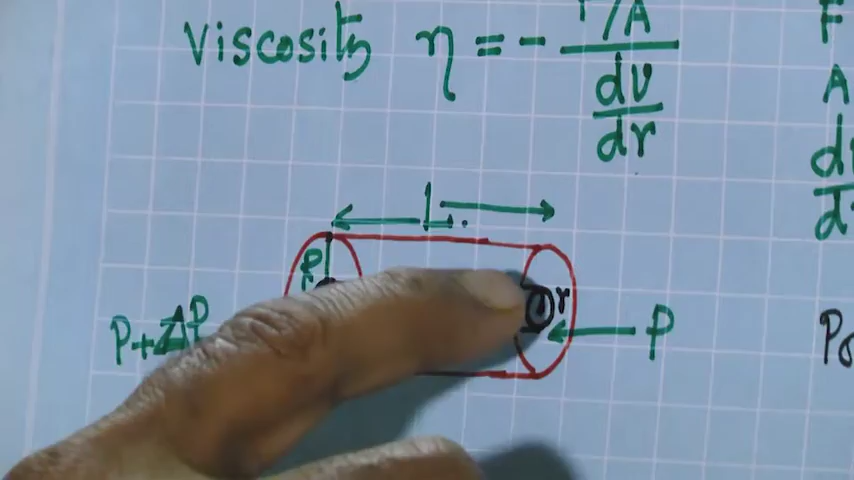 Viscosity η = - F/A
dv
dr
F
A
L.
P
r
P+ΔP
P